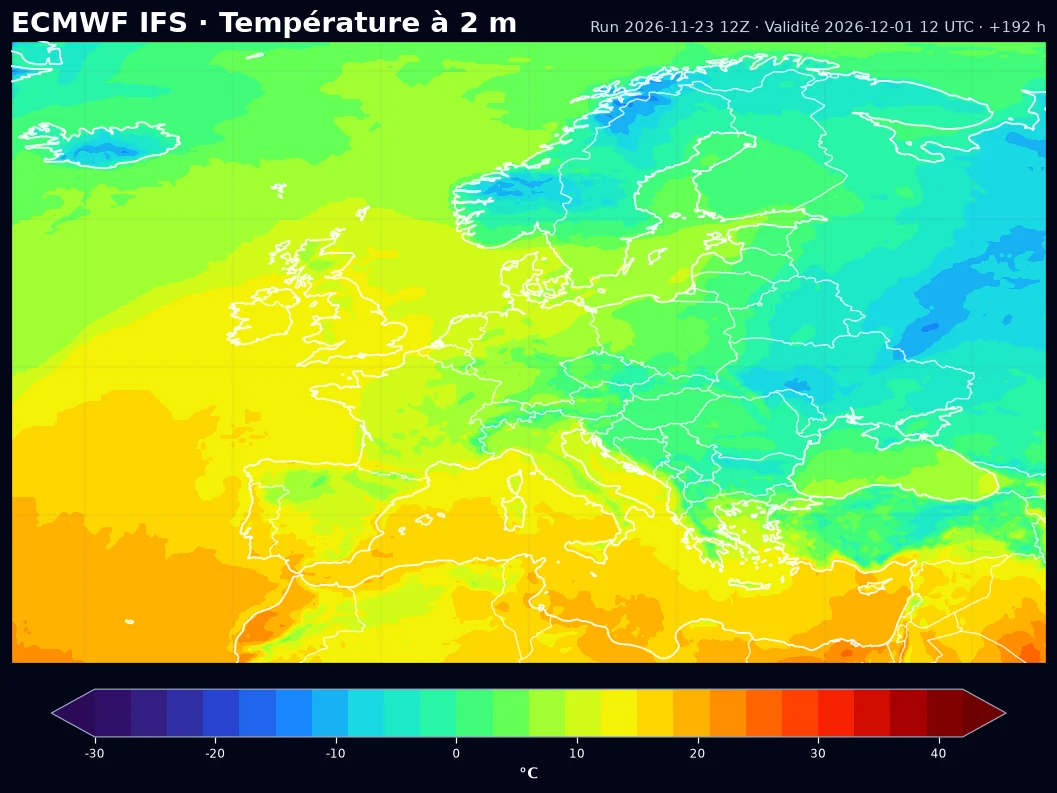 ECMWF IFS · Température à 2 m
Run 2026-11-23 12Z · Validité 2026-12-01 12 UTC · +192 h
-30 -20 -10 0 10 20 30 40
°C